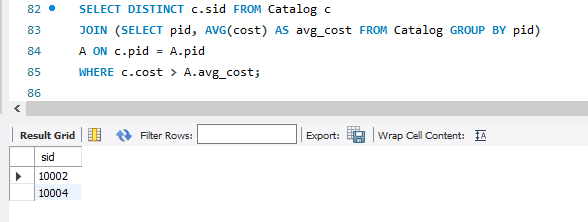 82 SELECT DISTINCT c.sid FROM Catalog c
83 JOIN (SELECT pid, AVG(cost) AS avg_cost FROM Catalog GROUP BY pid)
84 A ON c.pid = A.pid
85 WHERE c.cost > A.avg_cost;
86
Result Grid Filter Rows: Export: Wrap Cell Content: IA
sid
10002
10004